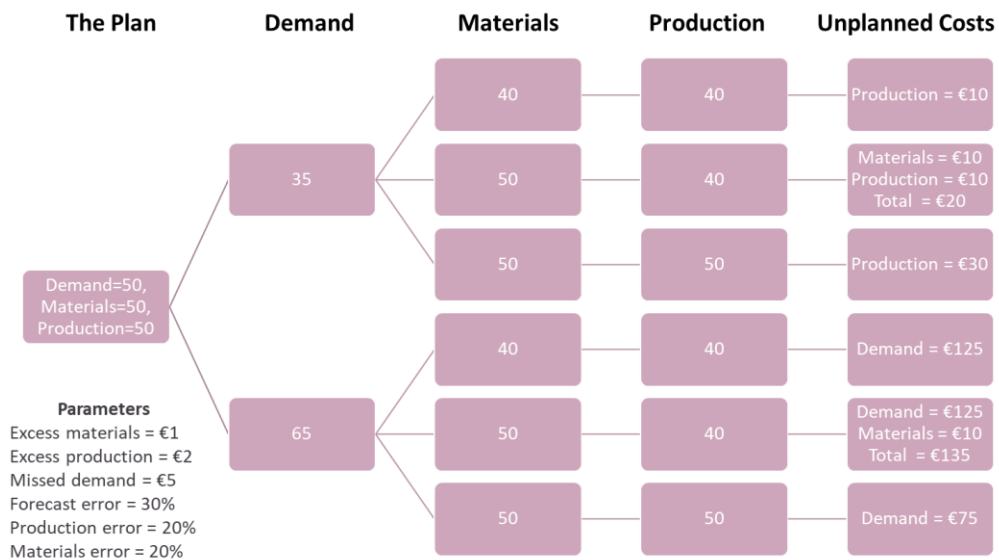 The Plan
Demand
Materials
Production
Unplanned Costs
40
40
Production = €10
35
50
40
Materials = €10
Production = €10
Total = €20
50
50
Production = €30
Demand=50,
Materials=50,
Production=50
40
40
Demand = €125
65
50
40
Demand = €125
Materials = €10
Total = €135
50
50
Demand = €75
Parameters
Excess materials = €1
Excess production = €2
Missed demand = €5
Forecast error = 30%
Production error = 20%
Materials error = 20%